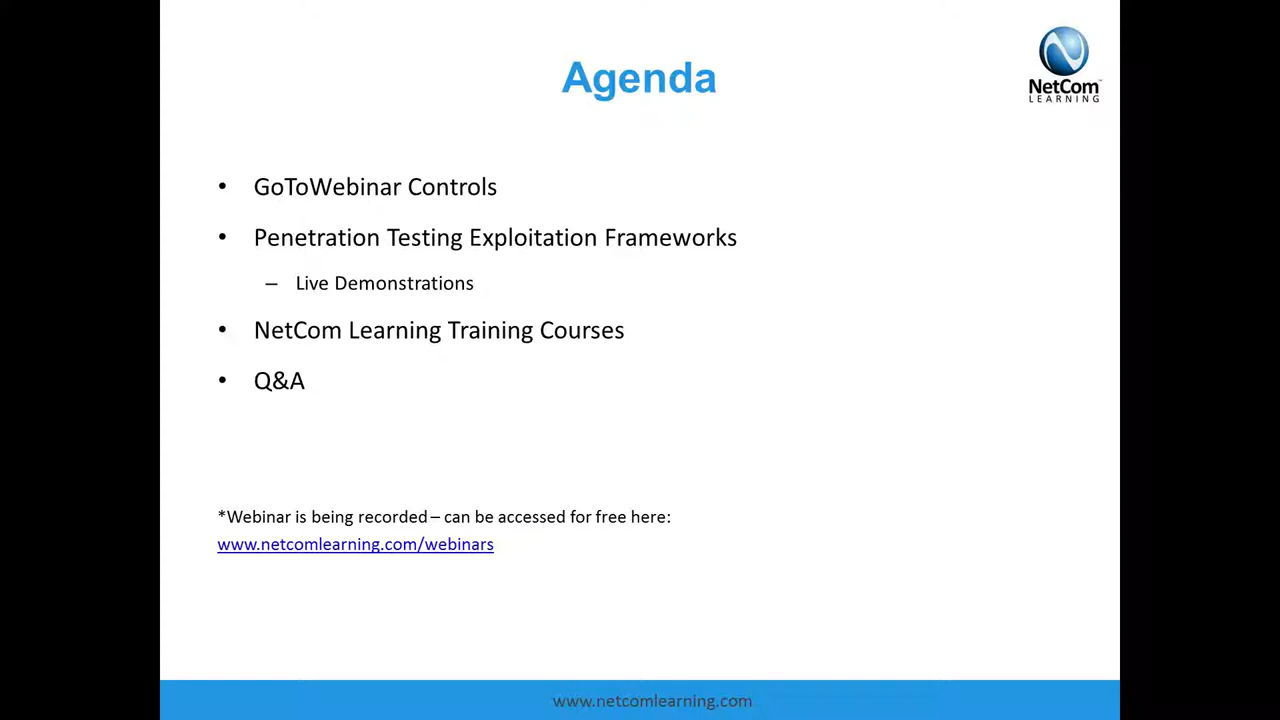 Agenda
NetCom
LEARNING
• GoToWebinar Controls
• Penetration Testing Exploitation Frameworks
– Live Demonstrations
• NetCom Learning Training Courses
• Q&A
*Webinar is being recorded – can be accessed for free here:
www.netcomlearning.com/webinars
www.netcomlearning.com